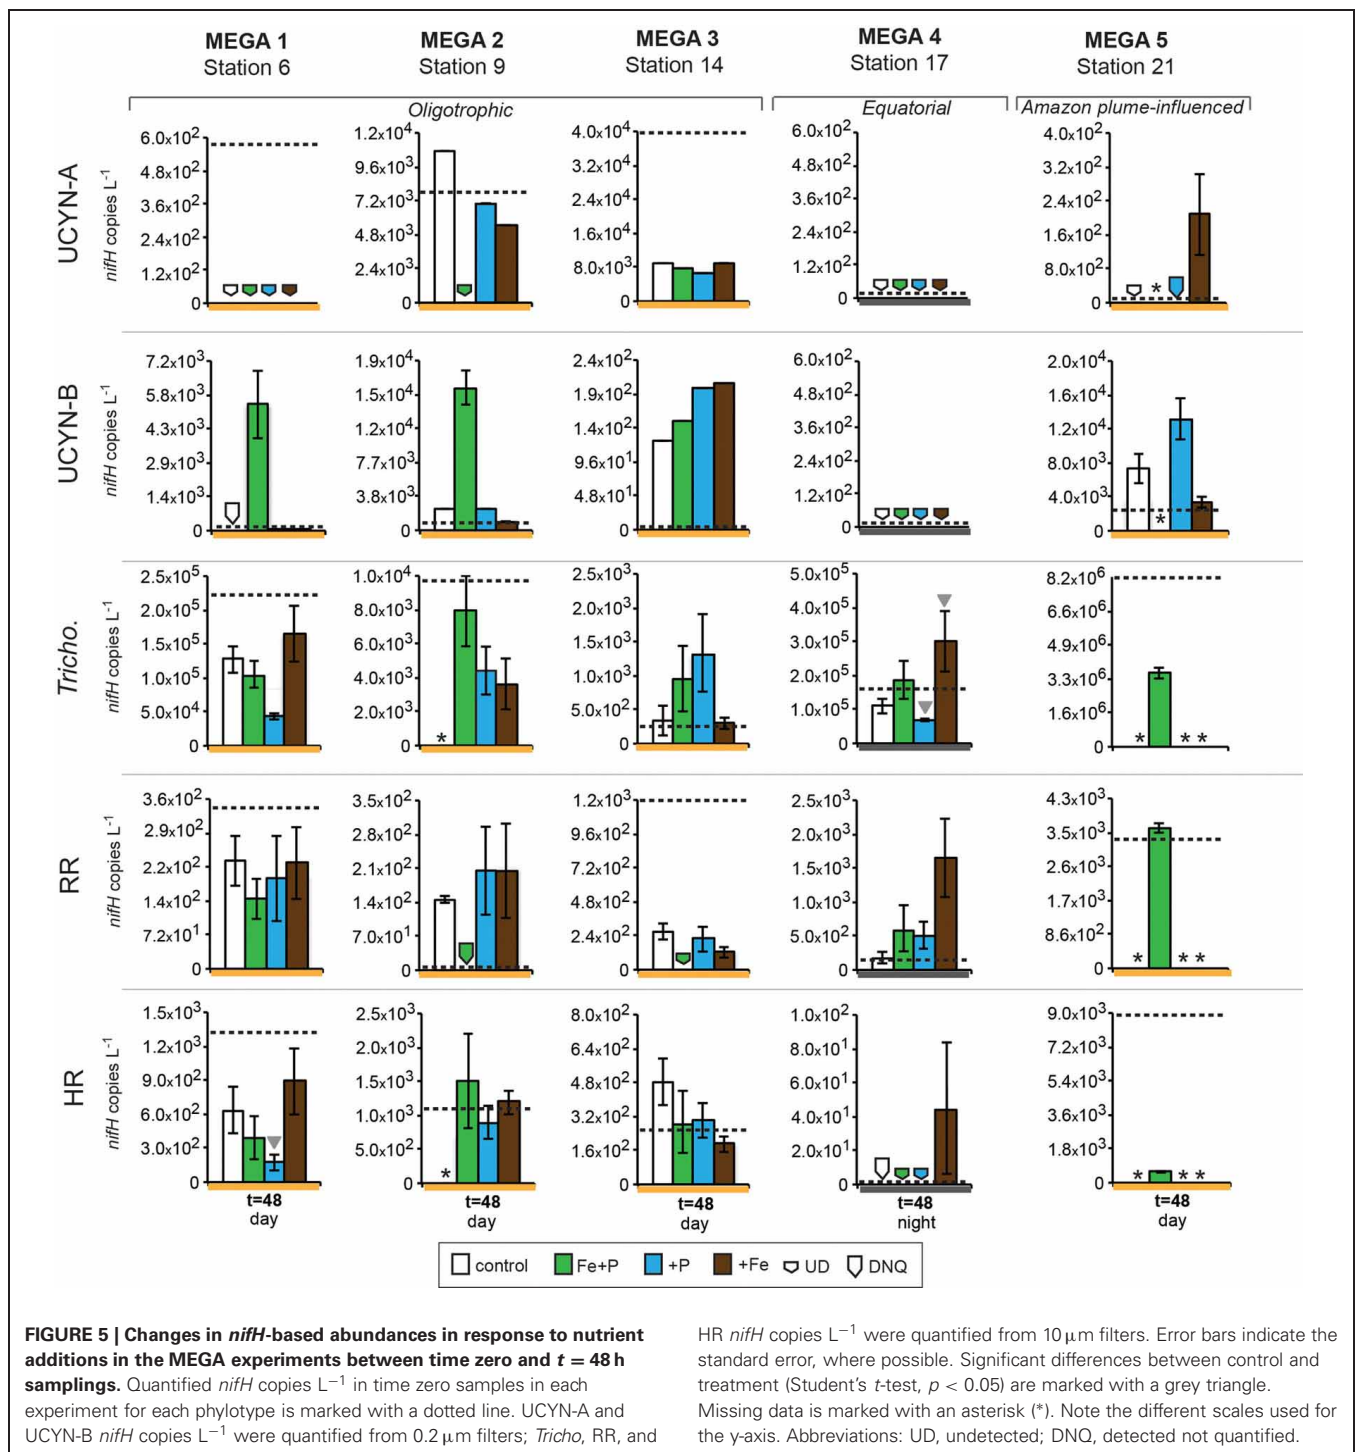 MEGA 1 MEGA 2 MEGA 3 MEGA 4 MEGA 5
Station 6 Station 9 Station 14 Station 17 Station 21
Oligotrophic Equatorial Amazon plume-influenced
UCYN-A
nifH copies L⁻¹
6.0x10² 4.8x10² 3.6x10² 2.4x10² 1.2x10² 0
1.2x10⁴ 9.6x10³ 7.2x10³ 4.8x10³ 2.4x10³ 0
4.0x10⁴ 3.2x10⁴ 2.4x10⁴ 1.6x10⁴ 8.0x10³ 0
6.0x10² 4.8x10² 3.6x10² 2.4x10² 1.2x10² 0
4.0x10² 3.2x10² 2.4x10² 1.6x10² 8.0x10² 0
*
UCYN-B
nifH copies L⁻¹
7.2x10³ 5.8x10³ 4.3x10³ 2.9x10³ 1.4x10³ 0
1.9x10⁴ 1.5x10⁴ 1.2x10⁴ 7.7x10³ 3.8x10³ 0
2.4x10² 1.9x10² 1.4x10² 9.6x10¹ 4.8x10¹ 0
6.0x10² 4.8x10² 3.6x10² 2.4x10² 1.2x10² 0
2.0x10⁴ 1.6x10⁴ 1.2x10⁴ 8.0x10³ 4.0x10³ 0
*
Tricho.
nifH copies L⁻¹
2.5x10⁵ 2.0x10⁵ 1.5x10⁵ 1.0x10⁵ 5.0x10⁴ 0
1.0x10⁴ 8.0x10³ 6.0x10³ 4.0x10³ 2.0x10³ 0
*
2.5x10³ 2.0x10³ 1.5x10³ 1.0x10³ 5.0x10² 0
5.0x10⁵ 4.0x10⁵ 3.0x10⁵ 2.0x10⁵ 1.0x10⁵ 0
8.2x10⁶ 6.6x10⁶ 4.9x10⁶ 3.3x10⁶ 1.6x10⁶ 0
* * *
RR
nifH copies L⁻¹
3.6x10² 2.9x10² 2.2x10² 1.4x10² 7.2x10¹ 0
3.5x10² 2.8x10² 2.1x10² 1.4x10² 7.0x10¹ 0
1.2x10³ 9.6x10² 7.2x10² 4.8x10² 2.4x10² 0
2.5x10³ 2.0x10³ 1.5x10³ 1.0x10³ 5.0x10² 0
4.3x10³ 3.5x10³ 2.6x10³ 1.7x10³ 8.6x10² 0
* * *
HR
nifH copies L⁻¹
1.5x10³ 1.2x10³ 9.0x10² 6.0x10² 3.0x10² 0
2.5x10³ 2.0x10³ 1.5x10³ 1.0x10³ 5.0x10² 0
*
8.0x10² 6.4x10² 4.8x10² 3.2x10² 1.6x10² 0
1.0x10² 8.0x10¹ 6.0x10¹ 4.0x10¹ 2.0x10¹ 0
9.0x10³ 7.2x10³ 5.4x10³ 3.6x10³ 1.8x10³ 0
* * *
t=48 t=48 t=48 t=48 t=48
day day day night day
control Fe+P +P +Fe UD DNQ
FIGURE 5 | Changes in nifH-based abundances in response to nutrient
additions in the MEGA experiments between time zero and t = 48 h
samplings. Quantified nifH copies L⁻¹ in time zero samples in each
experiment for each phylotype is marked with a dotted line. UCYN-A and
UCYN-B nifH copies L⁻¹ were quantified from 0.2 μm filters; Tricho, RR, and
HR nifH copies L⁻¹ were quantified from 10 μm filters. Error bars indicate the
standard error, where possible. Significant differences between control and
treatment (Student's t-test, p < 0.05) are marked with a grey triangle.
Missing data is marked with an asterisk (*). Note the different scales used for
the y-axis. Abbreviations: UD, undetected; DNQ, detected not quantified.